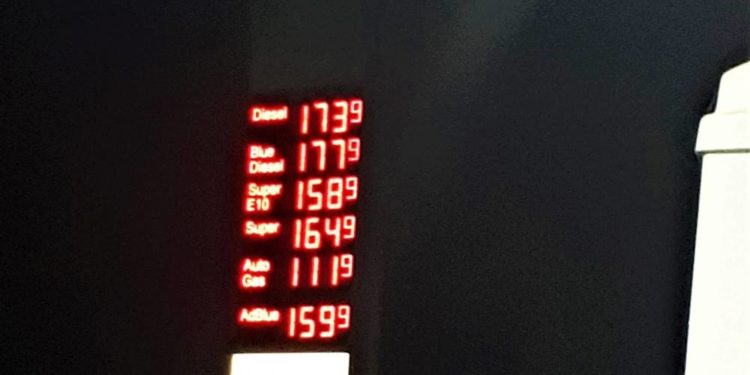 Diesel 173⁹
Blue
Diesel 177⁹
Super
E10 158⁹
Super 164⁹
Auto
Gas 111⁹
AdBlue 159⁹